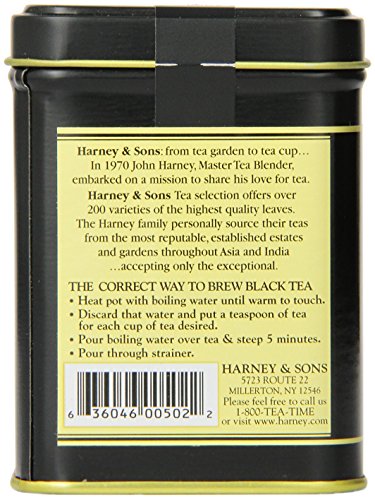 Harney & Sons: from tea garden to tea cup…
In 1970 John Harney, Master Tea Blender,
embarked on a mission to share his love for tea.
Harney & Sons Tea selection offers over
200 varieties of the highest quality leaves.
The Harney family personally source their teas
from the most reputable, established estates
and gardens throughout Asia and India
…accepting only the exceptional.
THE CORRECT WAY TO BREW BLACK TEA
• Heat pot with boiling water until warm to touch.
• Discard that water and put a teaspoon of tea
for each cup of tea desired.
• Pour boiling water over tea & steep 5 minutes.
• Pour through strainer.
6 36046 00502 2
HARNEY & SONS
5723 ROUTE 22
MILLERTON, NY 12546
Please feel free to call us
1-800-TEA-TIME
or visit www.harney.com